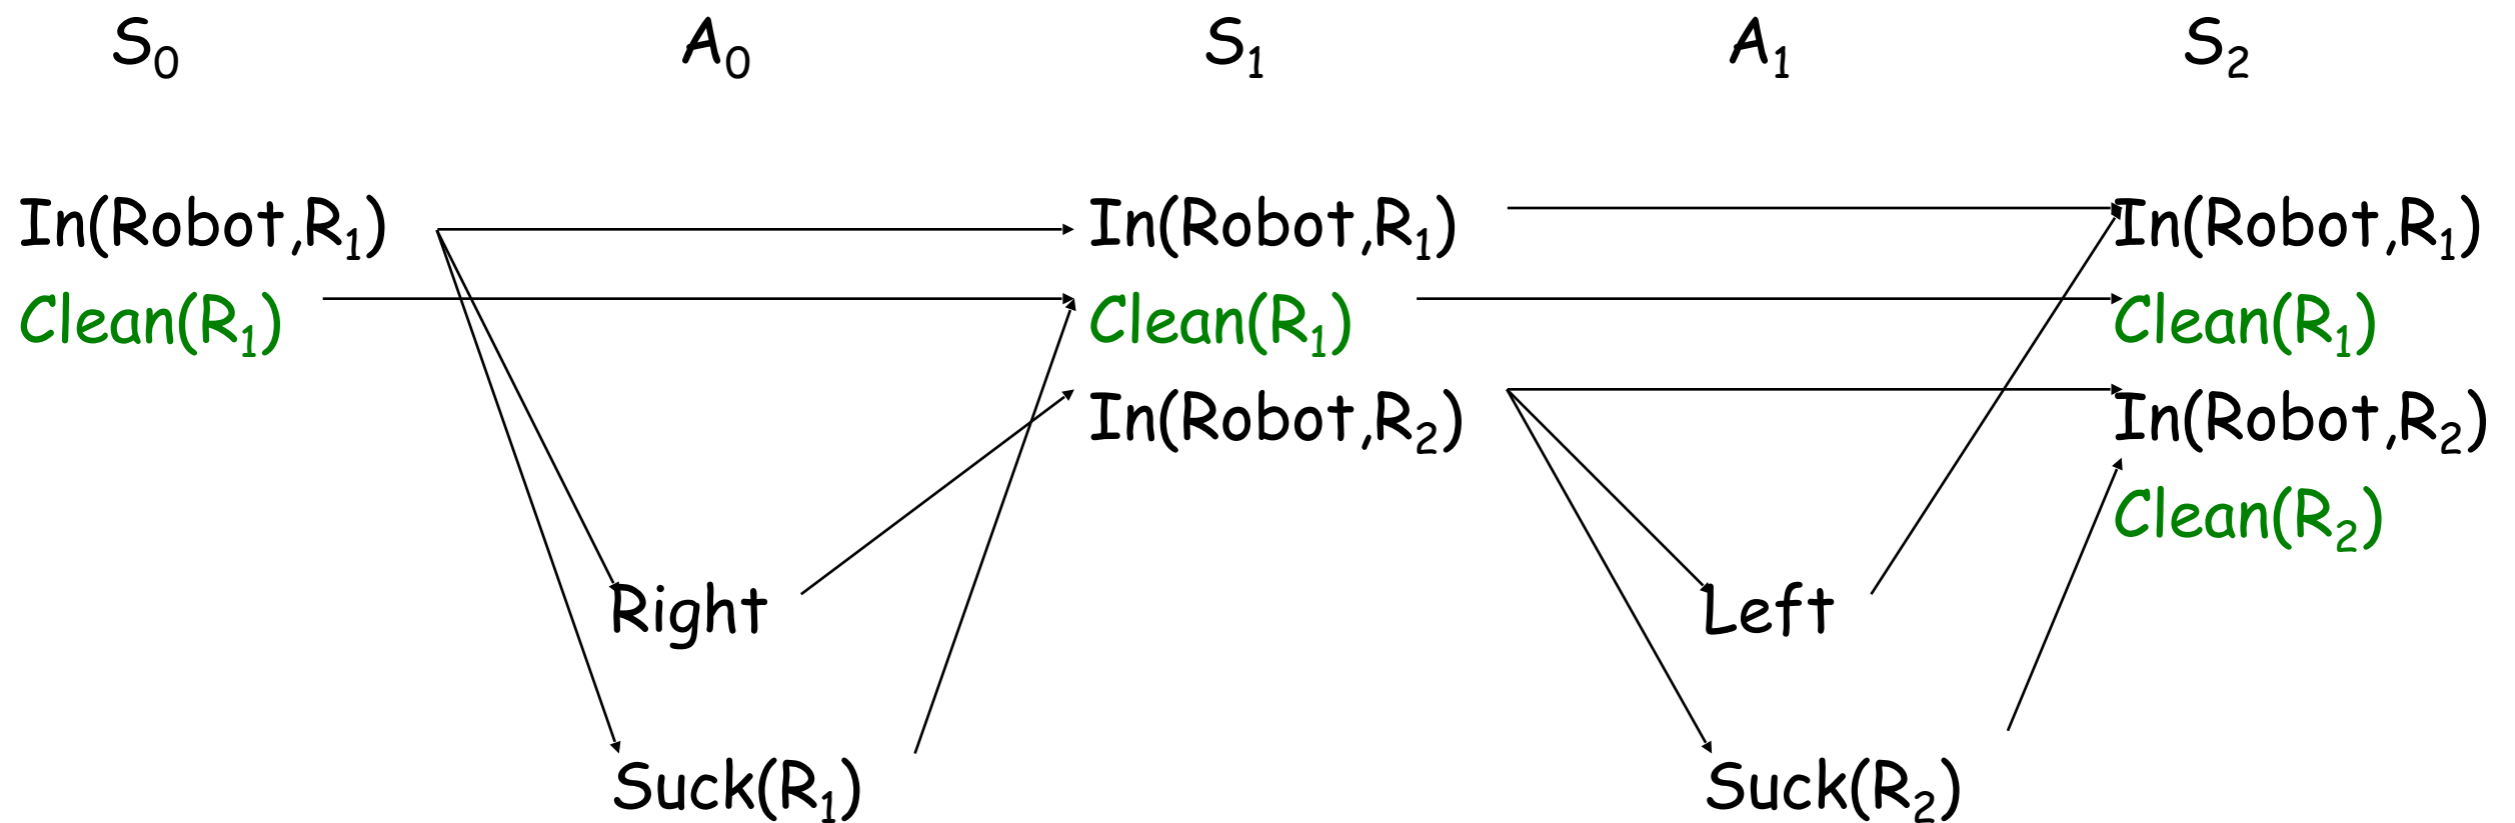 S₀ A₀ S₁ A₁ S₂
In(Robot,R₁) In(Robot,R₁) In(Robot,R₁)
Clean(R₁) Clean(R₁) Clean(R₁)
In(Robot,R₂) In(Robot,R₂)
Clean(R₂)
Right Left
Suck(R₁) Suck(R₂)